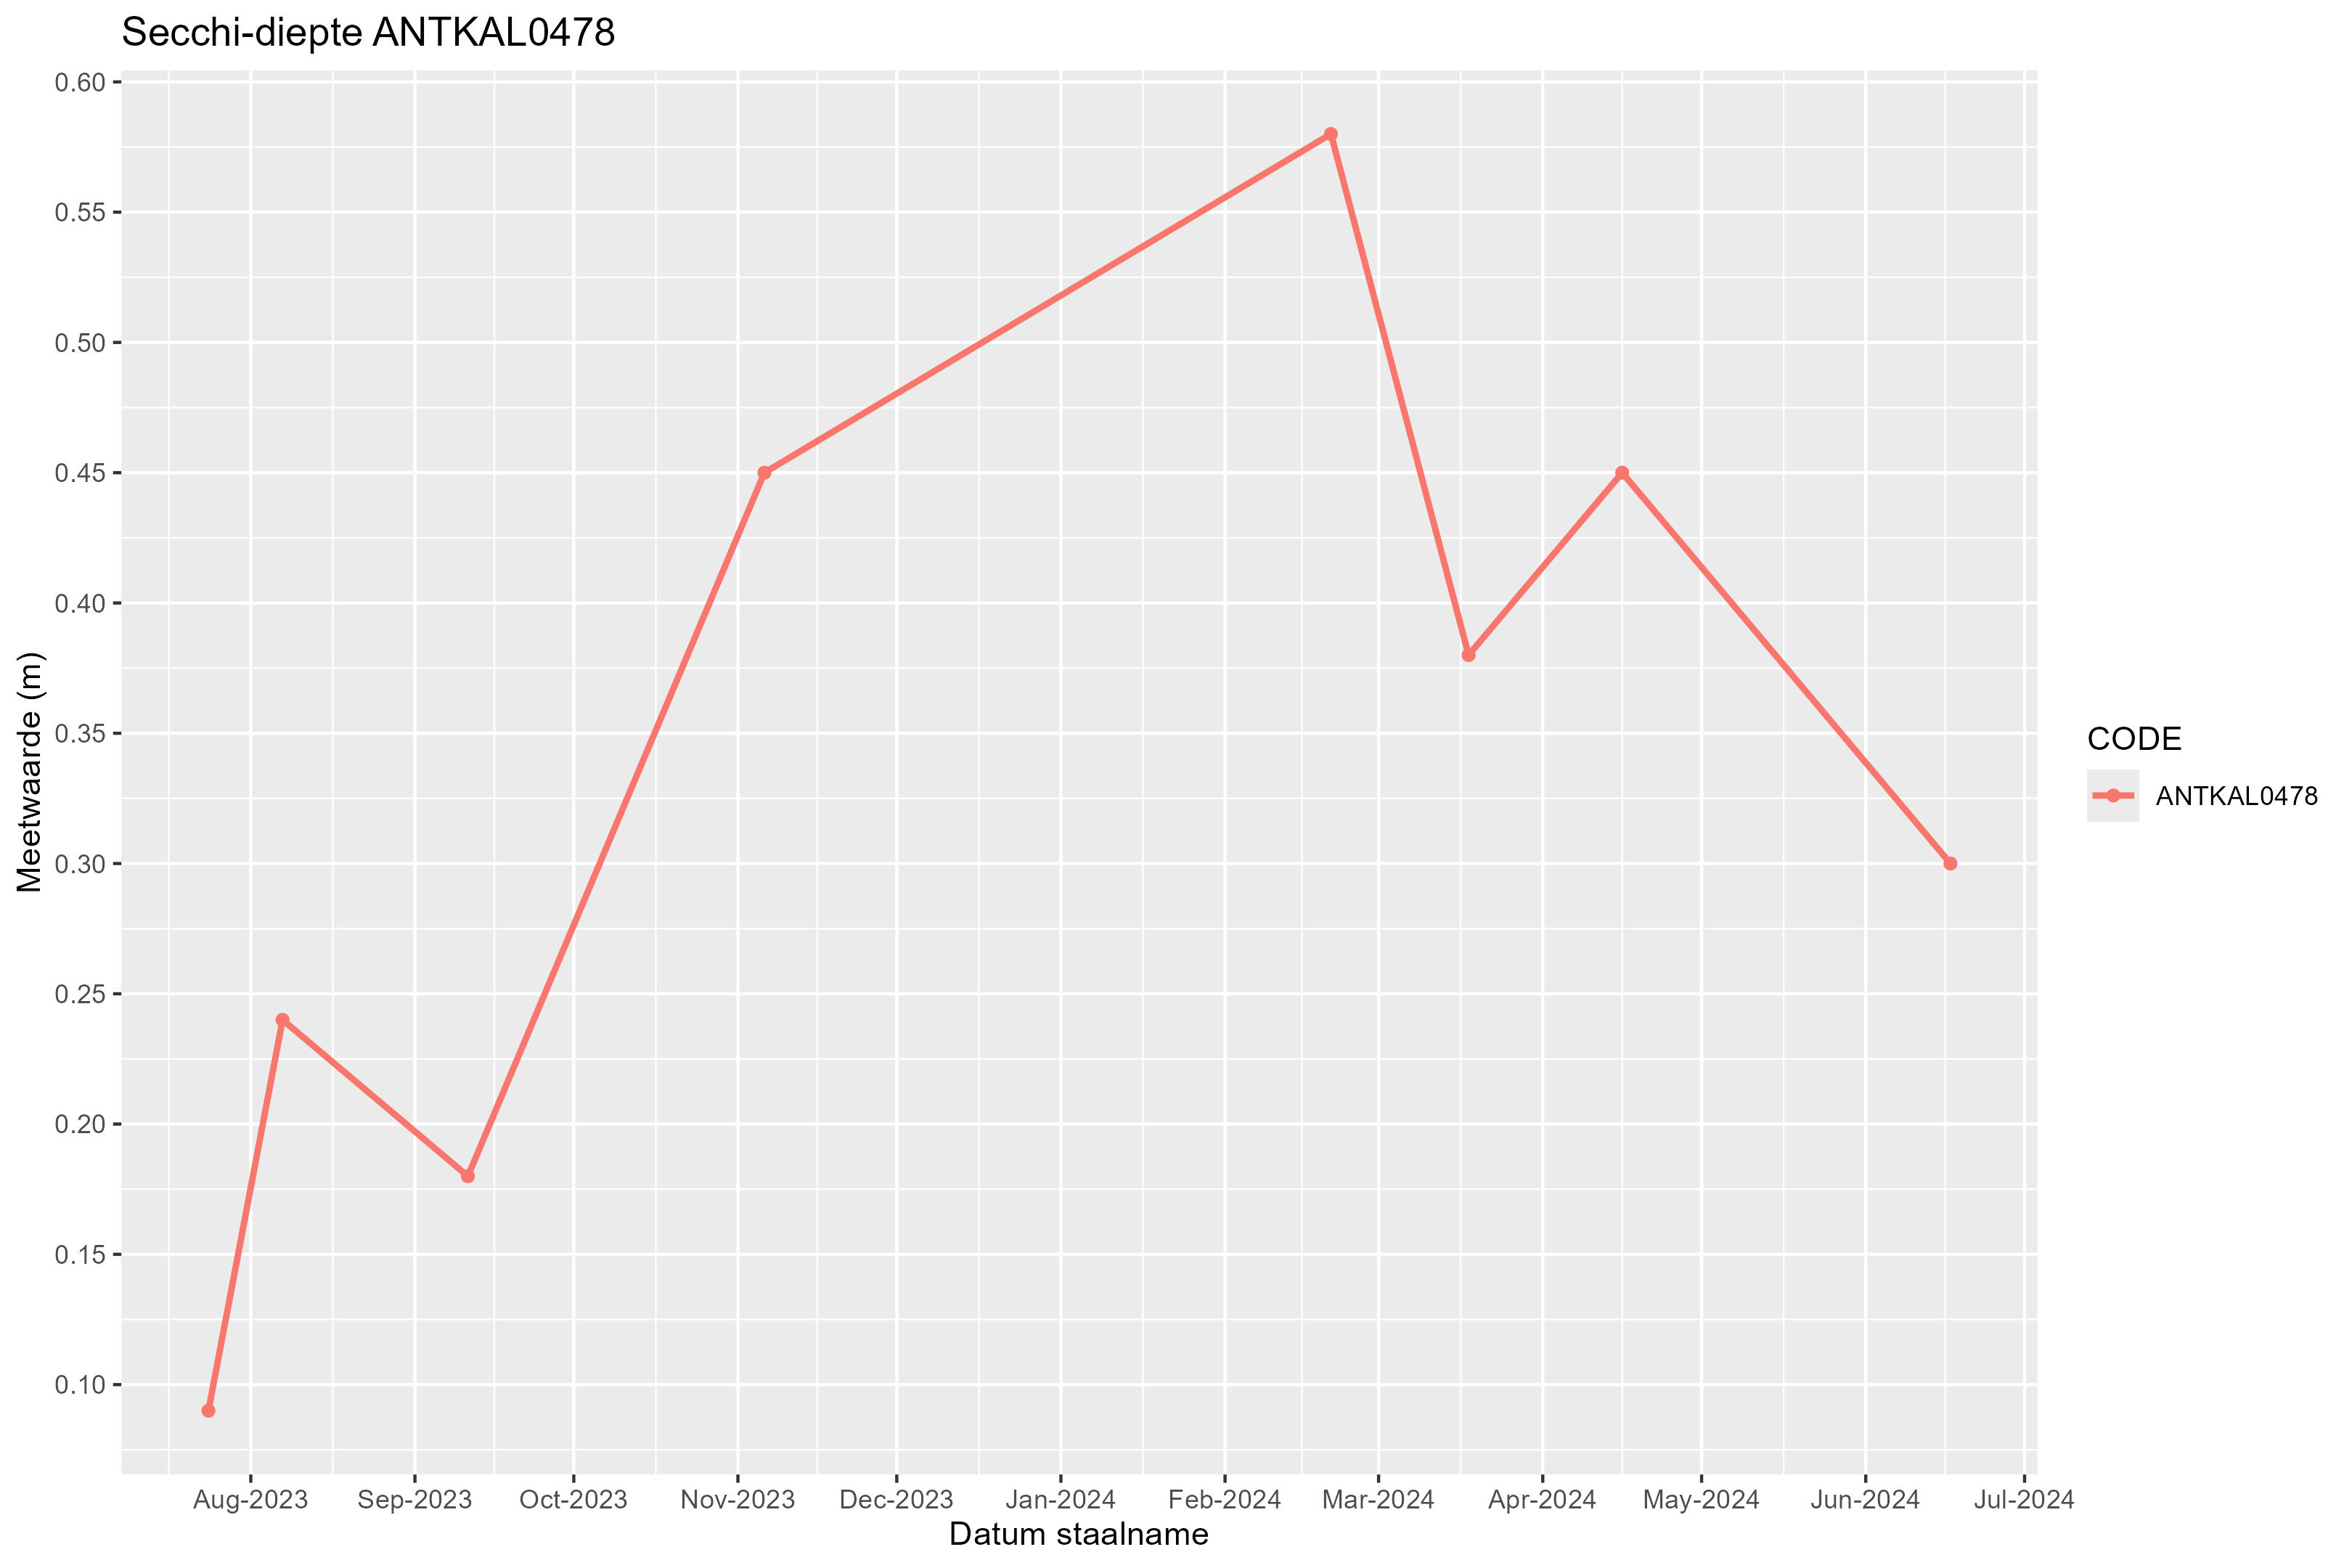 Secchi-diepte ANTKAL0478
0.60
0.55
0.50
0.45
0.40
0.35
0.30
0.25
0.20
0.15
0.10
Meetwaarde (m)
Aug-2023 Sep-2023 Oct-2023 Nov-2023 Dec-2023 Jan-2024 Feb-2024 Mar-2024 Apr-2024 May-2024 Jun-2024 Jul-2024
Datum staalname
CODE
ANTKAL0478